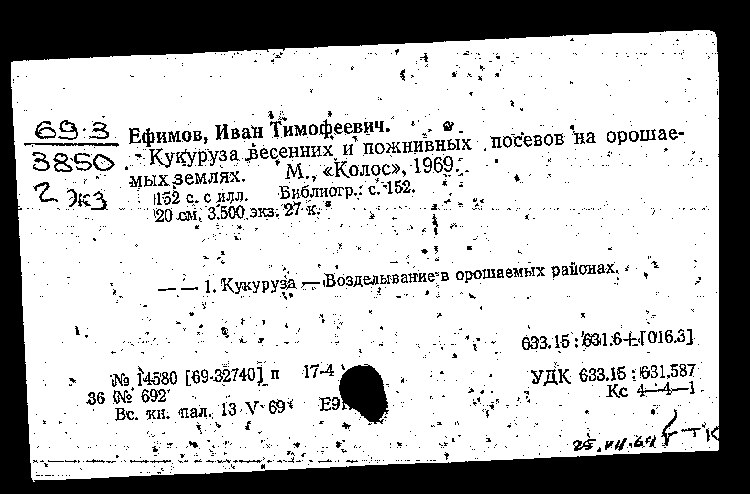 69-3
3850
2 экз
Ефимов, Иван Тимофеевич.
Кукуруза весенних и пожнивных посевов на орошае-
мых землях. М., «Колос», 1969.
152 с. с илл. Библиогр.: с. 152.
20 см. 3.500 экз. 27 к.
— — 1. Кукуруза — Возделывание в орошаемых районах.
633.15 : 631.6+[016.3]
№ 14580 [69-32740] п 17-4
УДК 633.15 : 631.587
36 № 692
Кс 4—4—1
Вс. кн. пал. 13 V 69 Е91
25.VII.69 ТК